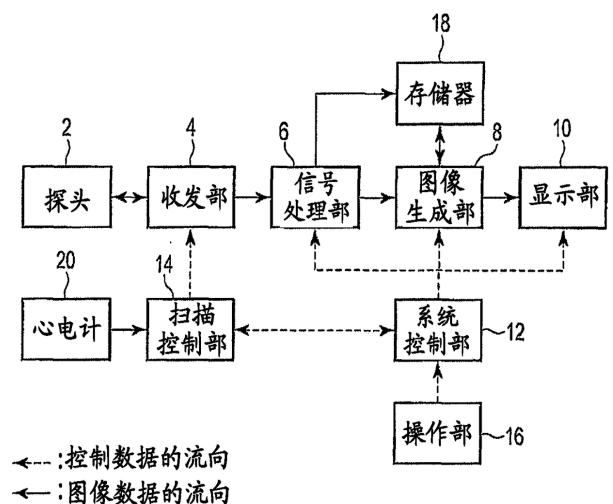 18
存储器
2
4
6
8
10
探头
收发部
信号
处理部
图像
生成部
显示部
20
14
心电计
扫描
控制部
系统
控制部
12
操作部
16
:控制数据的流向
:图像数据的流向